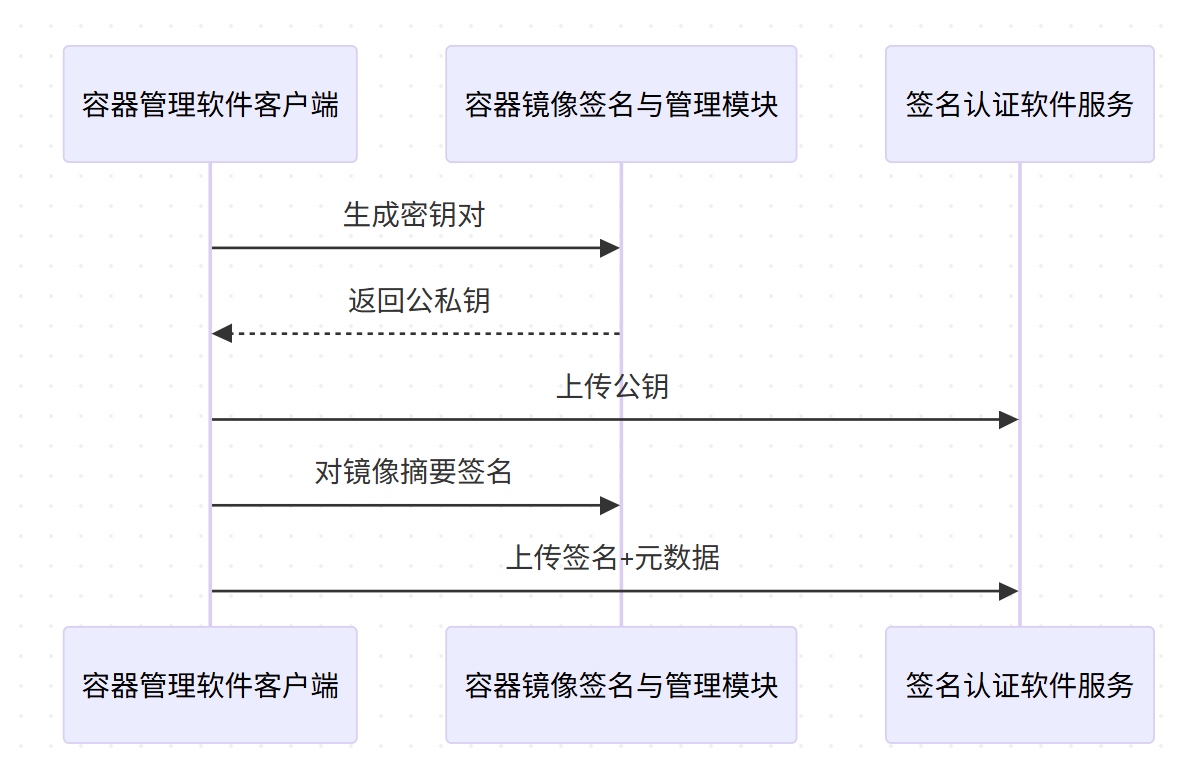 容器管理软件客户端
容器镜像签名与管理模块
签名认证软件服务
生成密钥对
返回公私钥
上传公钥
对镜像摘要签名
上传签名+元数据
容器管理软件客户端
容器镜像签名与管理模块
签名认证软件服务